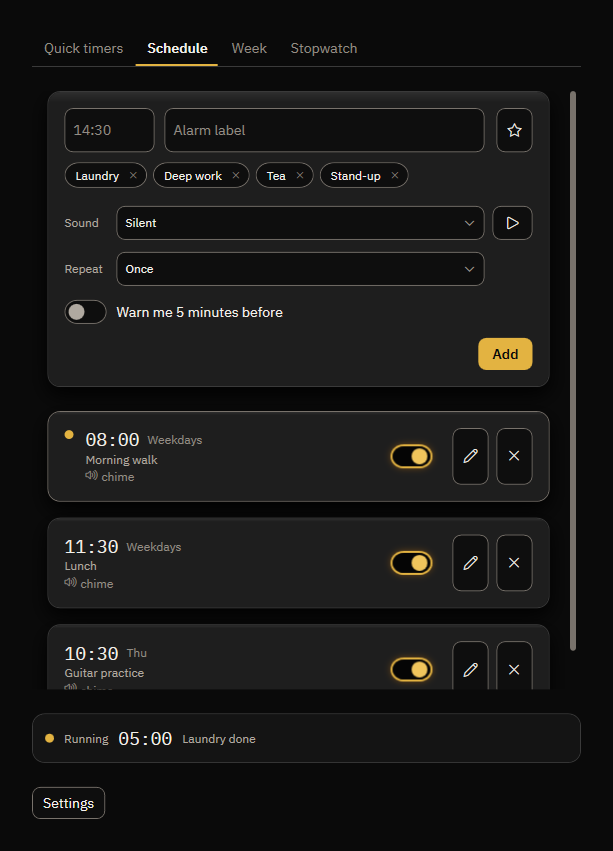 Quick timers Schedule Week Stopwatch
14:30 Alarm label
Laundry × Deep work × Tea × Stand-up ×
Sound Silent
Repeat Once
Warn me 5 minutes before
Add
08:00 Weekdays
Morning walk
chime
11:30 Weekdays
Lunch
chime
10:30 Thu
Guitar practice
Running 05:00 Laundry done
Settings